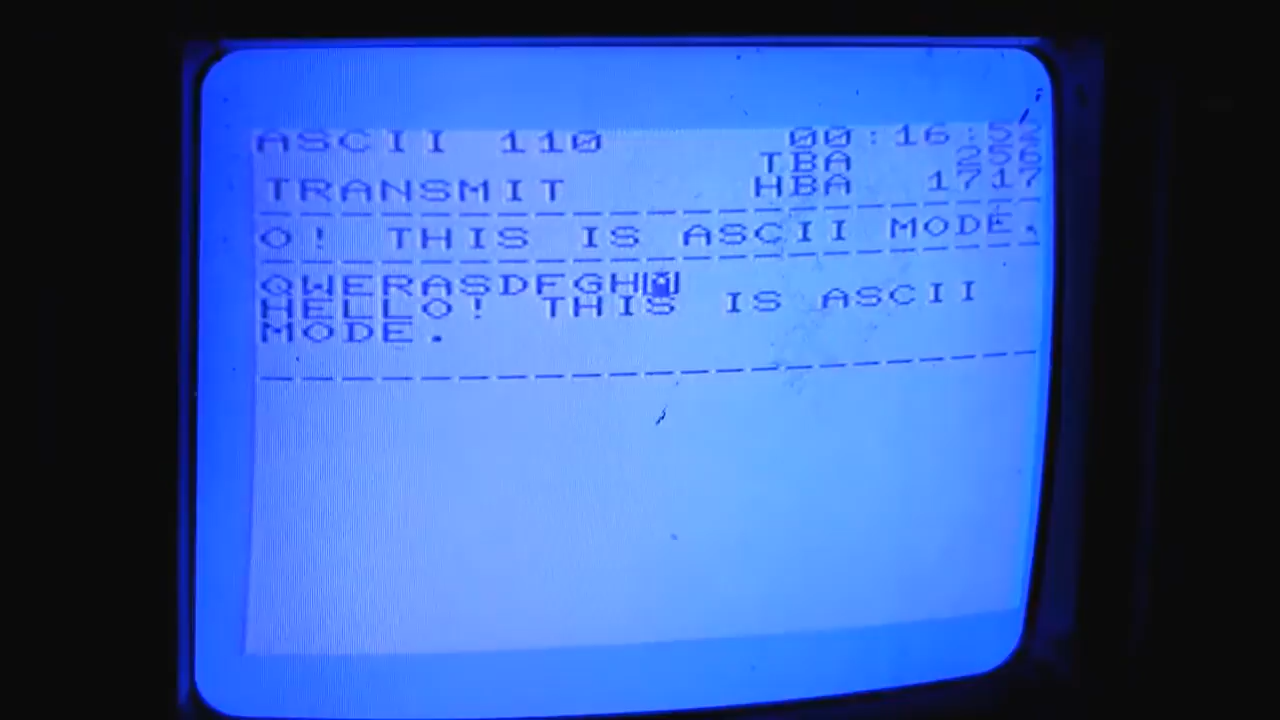 ASCII 110 00:16:52
TBA 256
TRANSMIT HBA 1717
O! THIS IS ASCII MODE.
QWERASDFGH
HELLO! THIS IS ASCII
MODE.